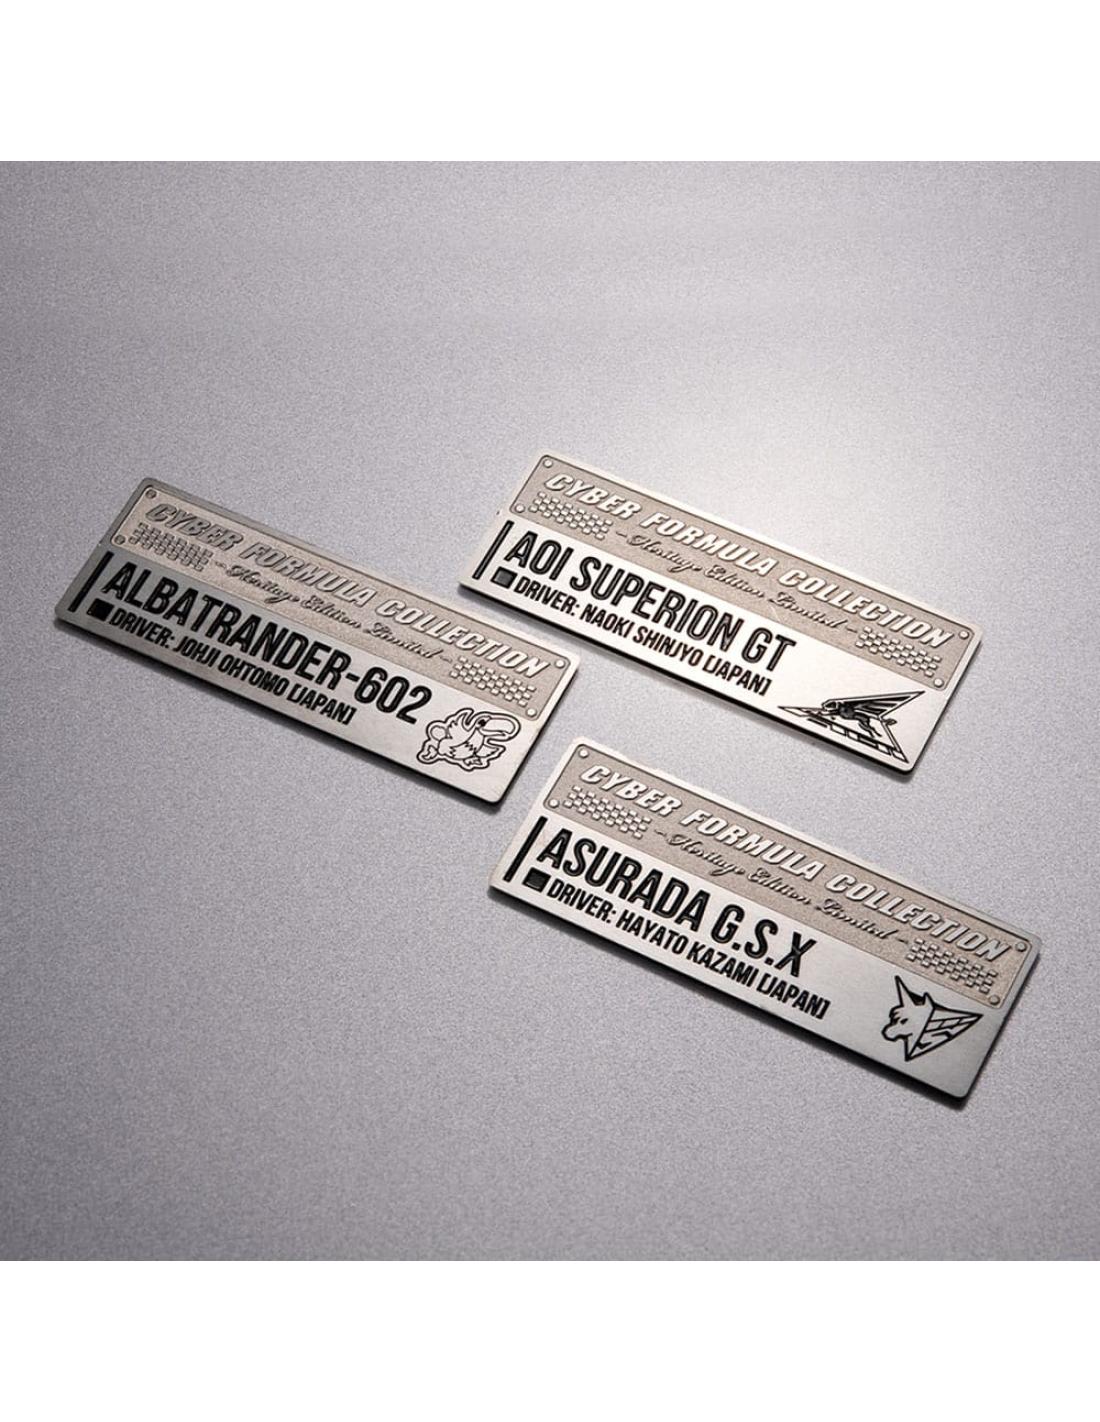 CYBER FORMULA COLLECTION
~Heritage Edition Limited~
ALBATRANDER-602
DRIVER: JOHJI OHTOMO [JAPAN]
CYBER FORMULA COLLECTION
~Heritage Edition Limited~
AOI SUPERION GT
DRIVER: NAOKI SHINJYO [JAPAN]
AOI
CYBER FORMULA COLLECTION
~Heritage Edition Limited~
ASURADA G.S.X
DRIVER: HAYATO KAZAMI [JAPAN]